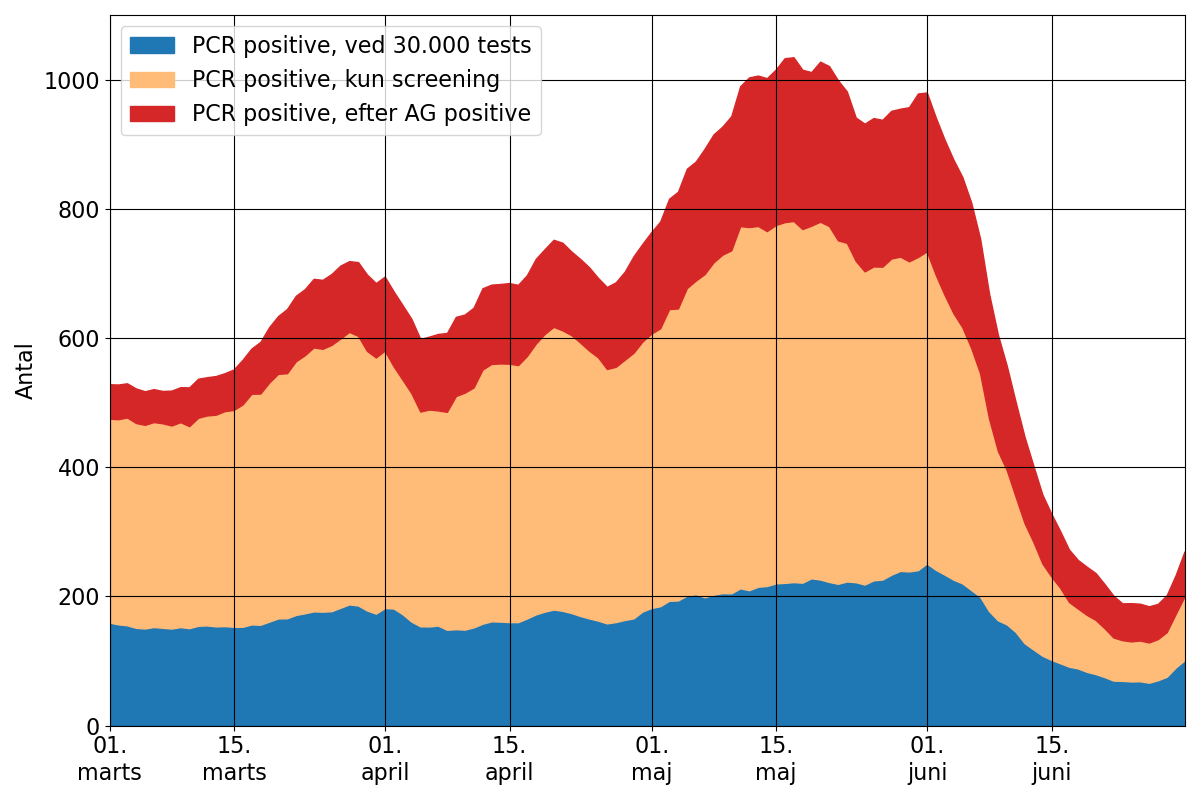 PCR positive, ved 30.000 tests
PCR positive, kun screening
PCR positive, efter AG positive
Antal
1000
800
600
400
200
0
01. 15. 01. 15. 01. 15. 01. 15.
marts marts april april maj maj juni juni